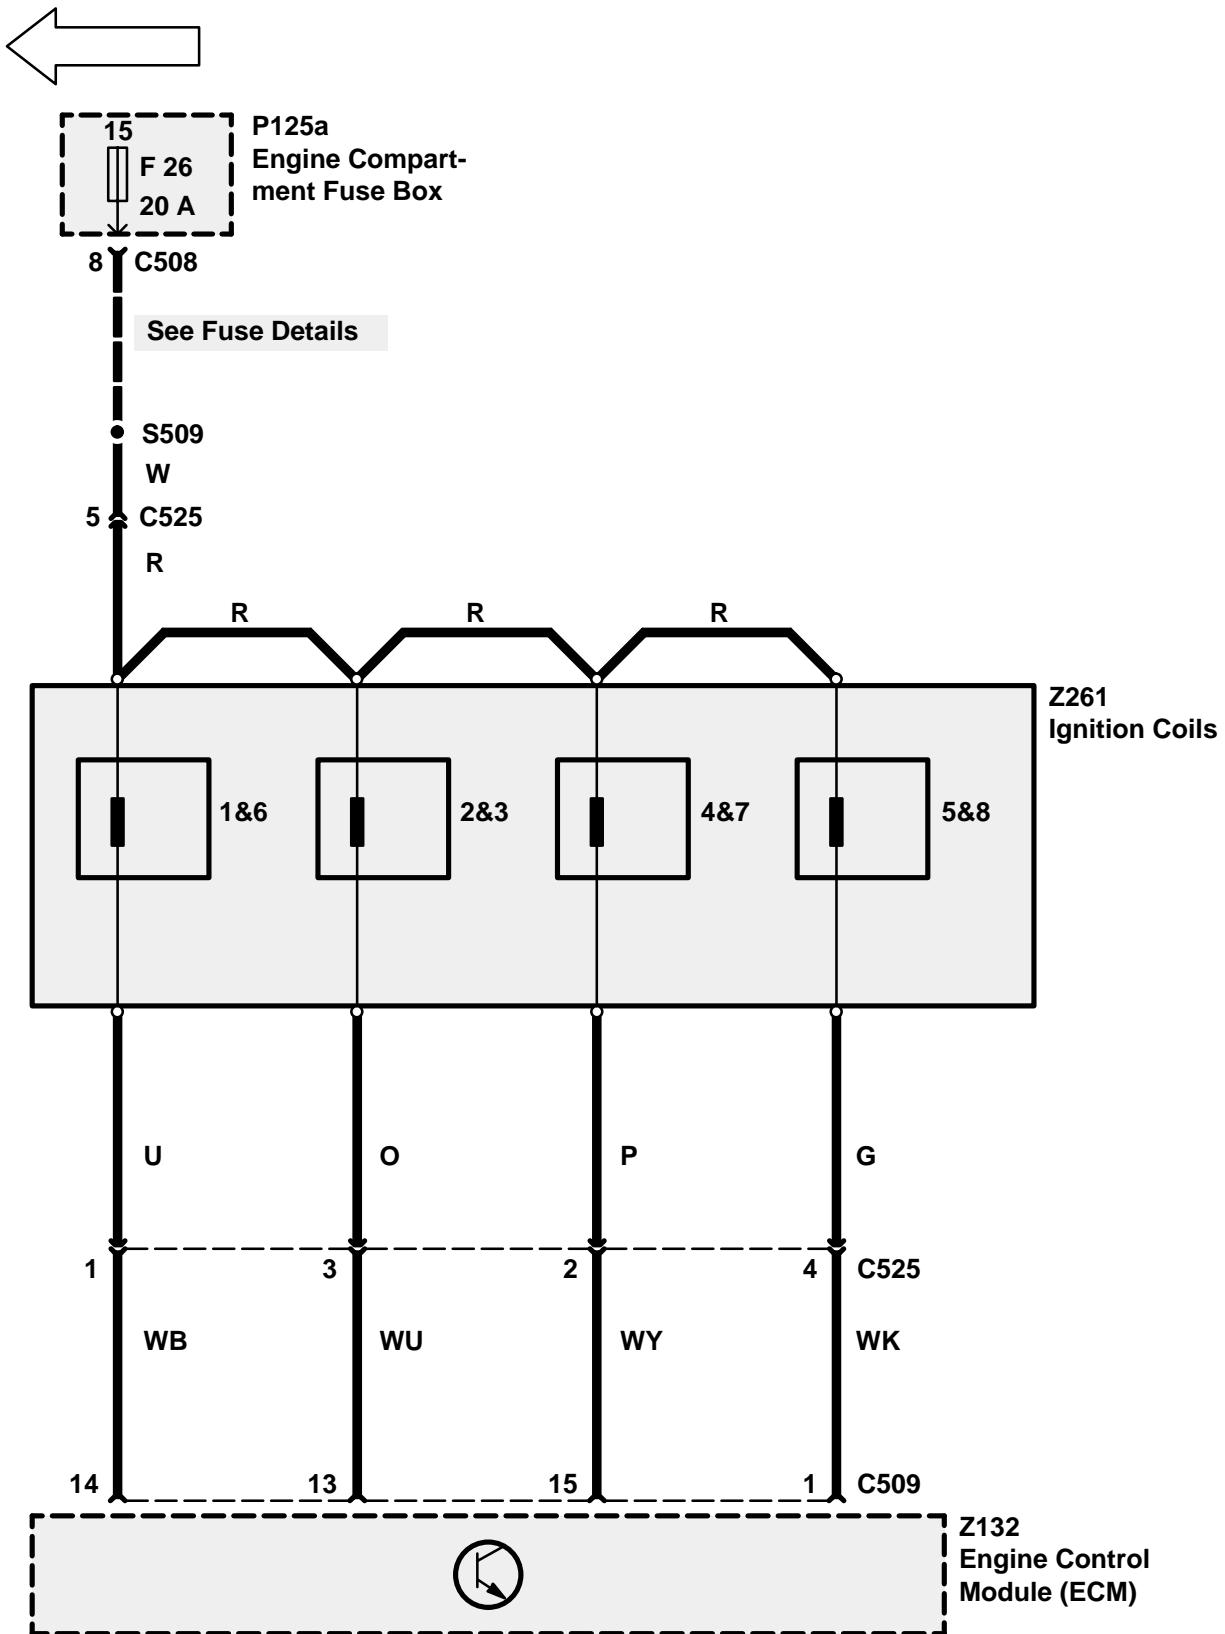 15
F 26
20 A
P125a
Engine Compart-
ment Fuse Box
8 C508
See Fuse Details
S509
W
5 C525
R
R R R
Z261
Ignition Coils
1&6 2&3 4&7 5&8
U O P G
1 3 2 4 C525
WB WU WY WK
14 13 15 1 C509
Z132
Engine Control
Module (ECM)